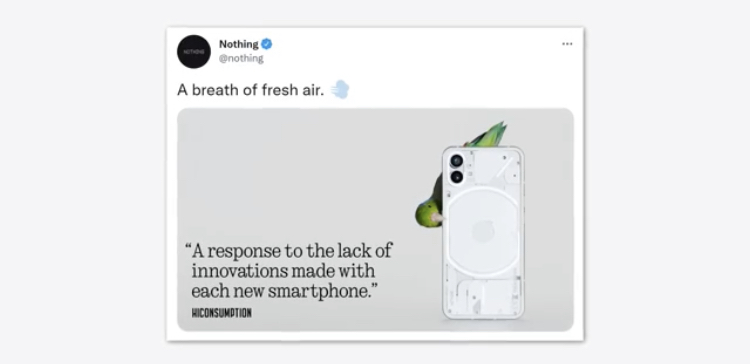 NOTHING
Nothing
@nothing
A breath of fresh air.
“A response to the lack of
innovations made with
each new smartphone.”
HICONSUMPTION